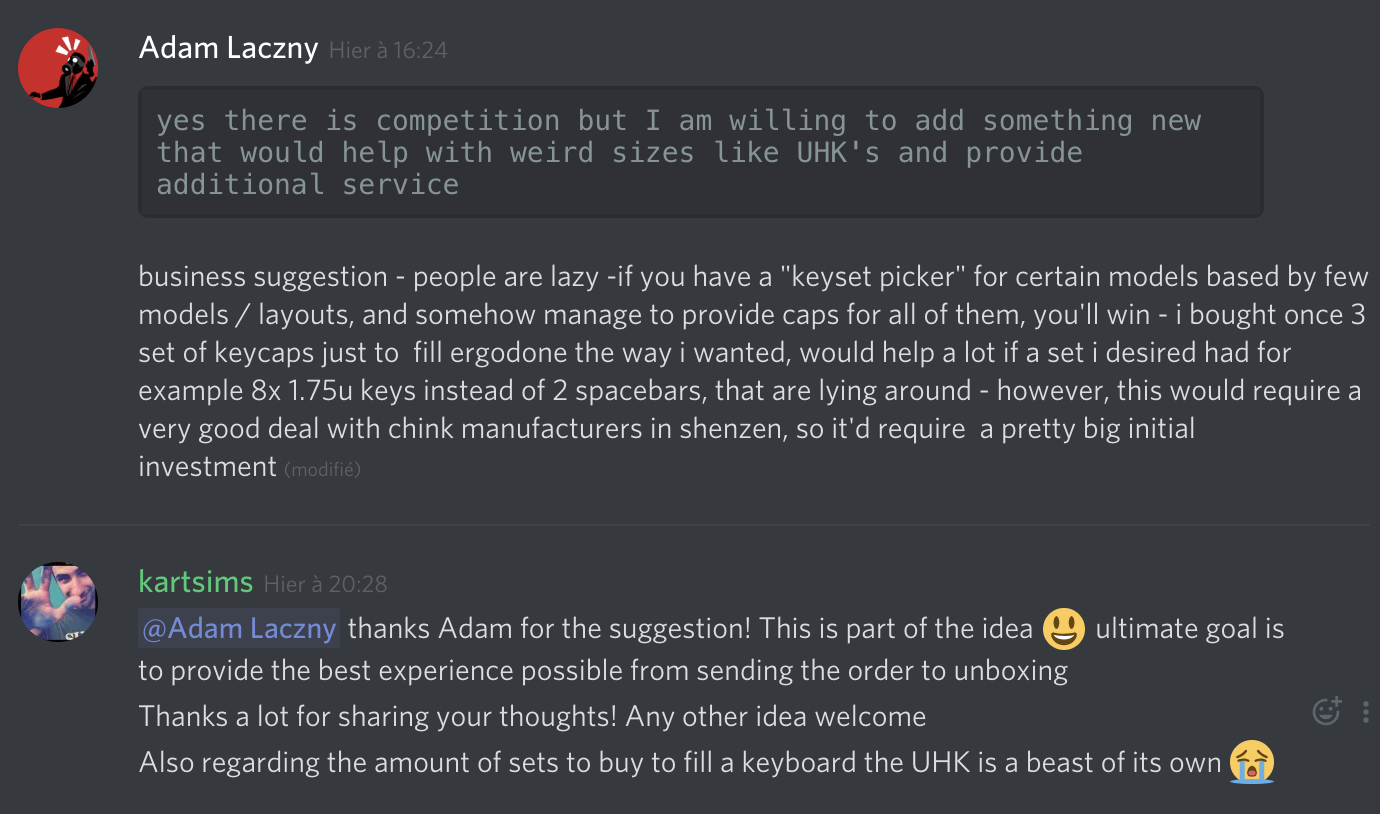 Adam Laczny Hier à 16:24
yes there is competition but I am willing to add something new
that would help with weird sizes like UHK's and provide
additional service
business suggestion - people are lazy -if you have a "keyset picker" for certain models based by few
models / layouts, and somehow manage to provide caps for all of them, you'll win - i bought once 3
set of keycaps just to  fill ergodone the way i wanted, would help a lot if a set i desired had for
example 8x 1.75u keys instead of 2 spacebars, that are lying around - however, this would require a
very good deal with chink manufacturers in shenzen, so it'd require  a pretty big initial
investment (modifié)
kartsims Hier à 20:28
@Adam Laczny thanks Adam for the suggestion! This is part of the idea 😃 ultimate goal is
to provide the best experience possible from sending the order to unboxing
Thanks a lot for sharing your thoughts! Any other idea welcome
Also regarding the amount of sets to buy to fill a keyboard the UHK is a beast of its own 😭